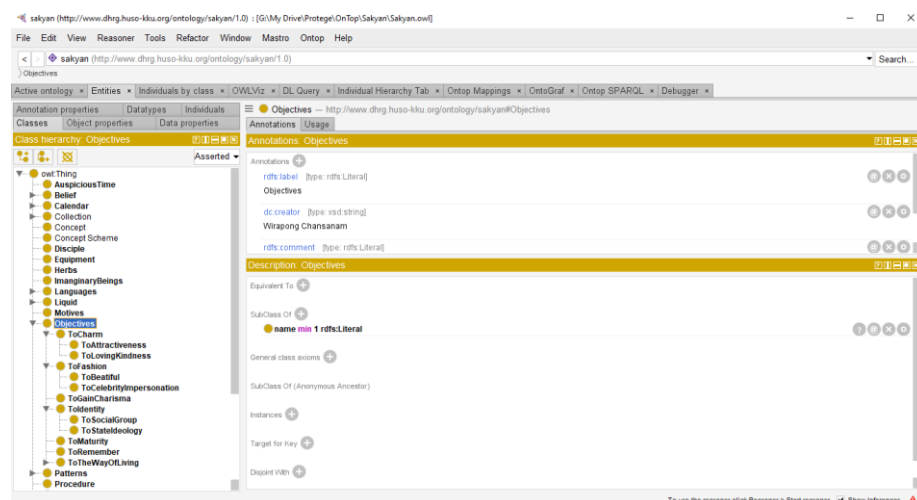 sakyan (http://www.dhrg.huso-kku.org/ontology/sakyan/1.0) : [G:\My Drive\Protege\OnTop\Sakyan\Sakyan.owl]
File Edit View Reasoner Tools Refactor Window Mastro Ontop Help
< > sakyan (http://www.dhrg.huso-kku.org/ontology/sakyan/1.0) Search...
Objectives
Active ontology × Entities × Individuals by class × OWLViz × DL Query × Individual Hierarchy Tab × Ontop Mappings × OntoGraf × Ontop SPARQL × Debugger ×
Annotation properties Datatypes Individuals
Classes Object properties Data properties
Class hierarchy: Objectives
Asserted
owl:Thing
AuspiciousTime
Belief
Calendar
Collection
Concept
Concept Scheme
Disciple
Equipment
Herbs
ImanginaryBeings
Languages
Liquid
Motives
Objectives
ToCharm
ToAttractiveness
ToLovingKindness
ToFashion
ToBeatiful
ToCelebrityImpersonation
ToGainCharisma
ToIdentity
ToSocialGroup
ToStateIdeology
ToMaturity
ToRemember
ToTheWayOfLiving
Patterns
Procedure
Objectives — http://www.dhrg.huso-kku.org/ontology/sakyan#Objectives
Annotations Usage
Annotations: Objectives
Annotations
rdfs:label [type: rdfs:Literal]
Objectives
dc:creator [type: xsd:string]
Wirapong Chansanam
rdfs:comment [type: rdfs:Literal]
Description: Objectives
Equivalent To
SubClass Of
name min 1 rdfs:Literal
General class axioms
SubClass Of (Anonymous Ancestor)
Instances
Target for Key
Disjoint With
To use the reasoner click Reasoner > Start reasoner Show Inferences